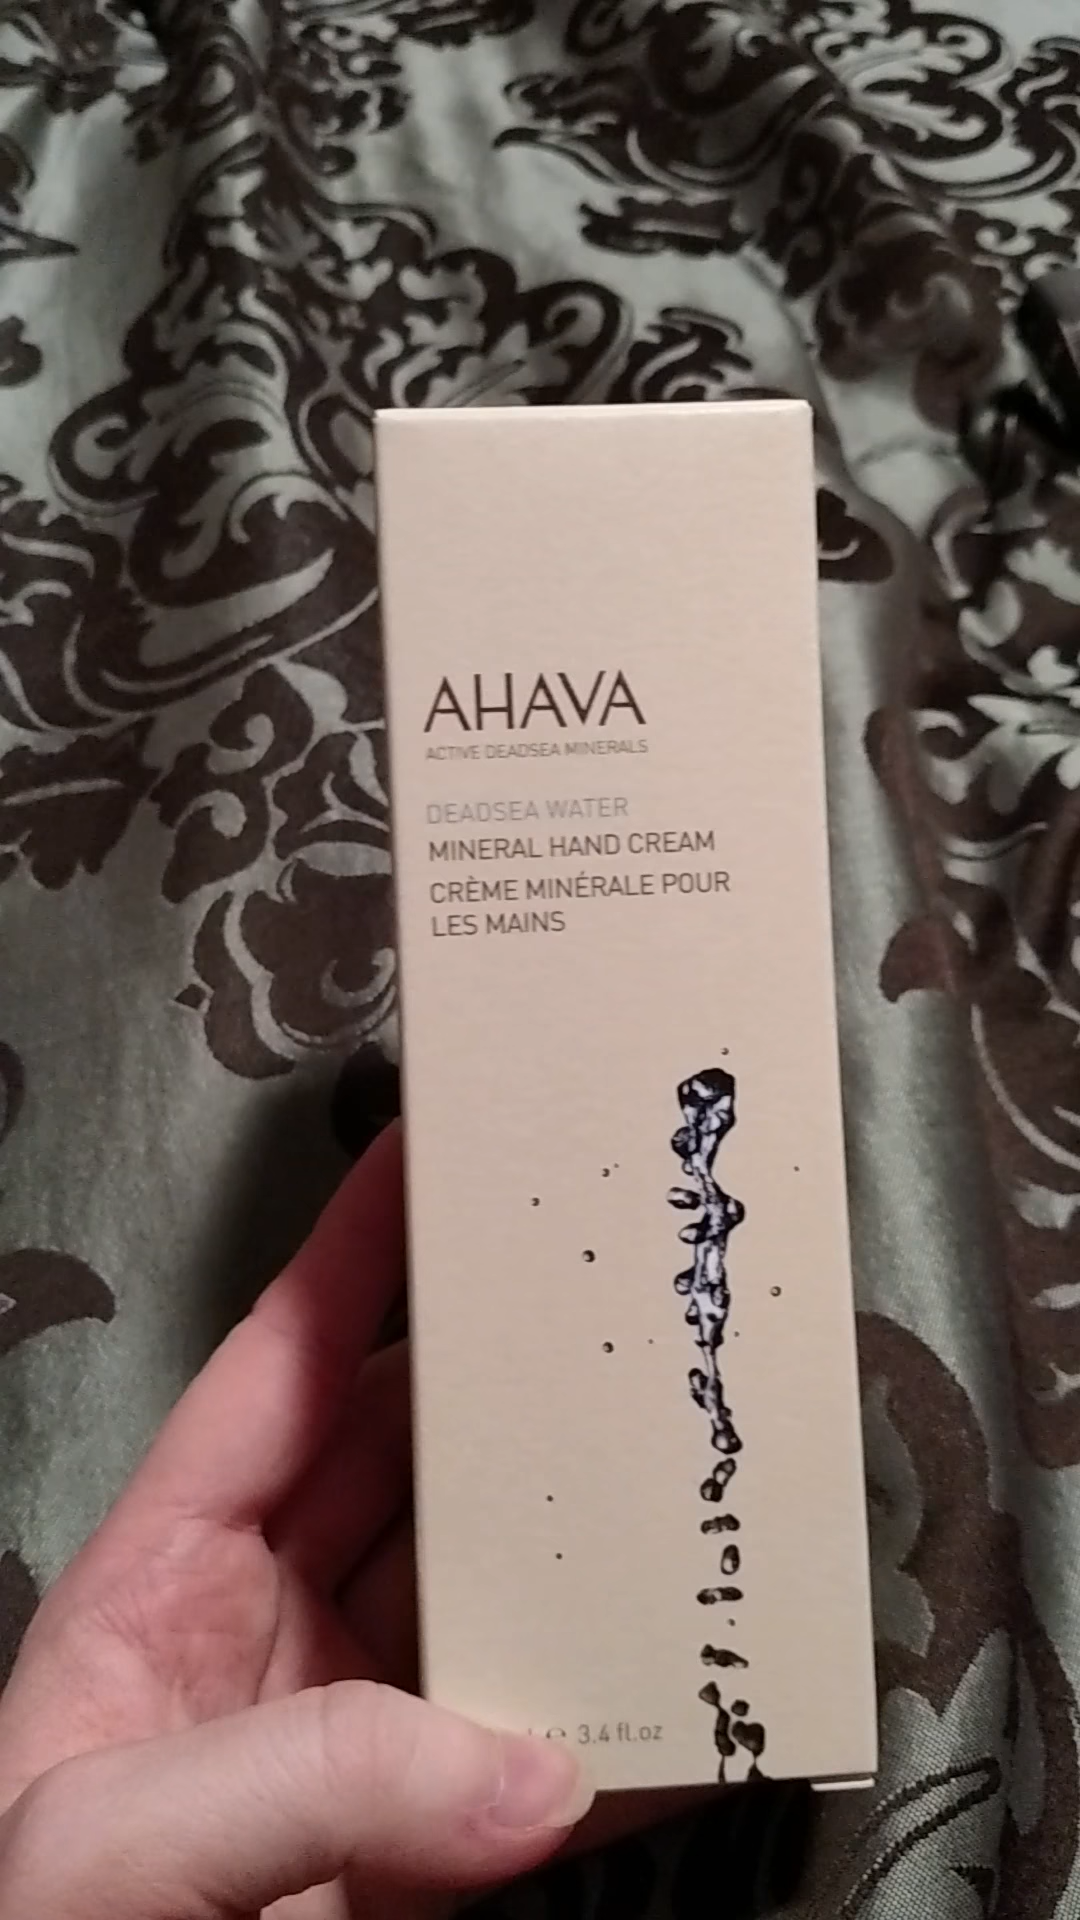 AHAVA
ACTIVE DEADSEA MINERALS
DEADSEA WATER
MINERAL HAND CREAM
CRÈME MINÉRALE POUR
LES MAINS
℮ 3.4 fl.oz